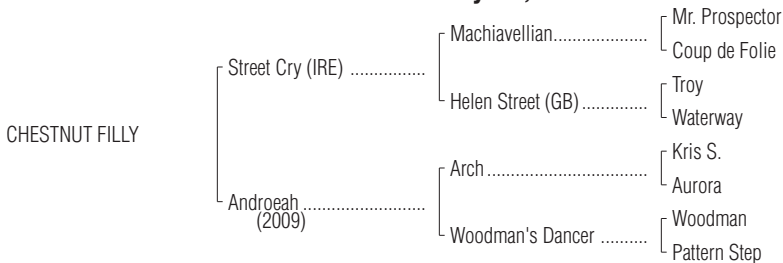 Mr. Prospector
Machiavellian....................
Coup de Folie
Street Cry (IRE) ................
Troy
Helen Street (GB)..............
Waterway
CHESTNUT FILLY
Kris S.
Arch..................................
Aurora
Androeah ..........................
(2009)
Woodman
Woodman's Dancer ..........
Pattern Step